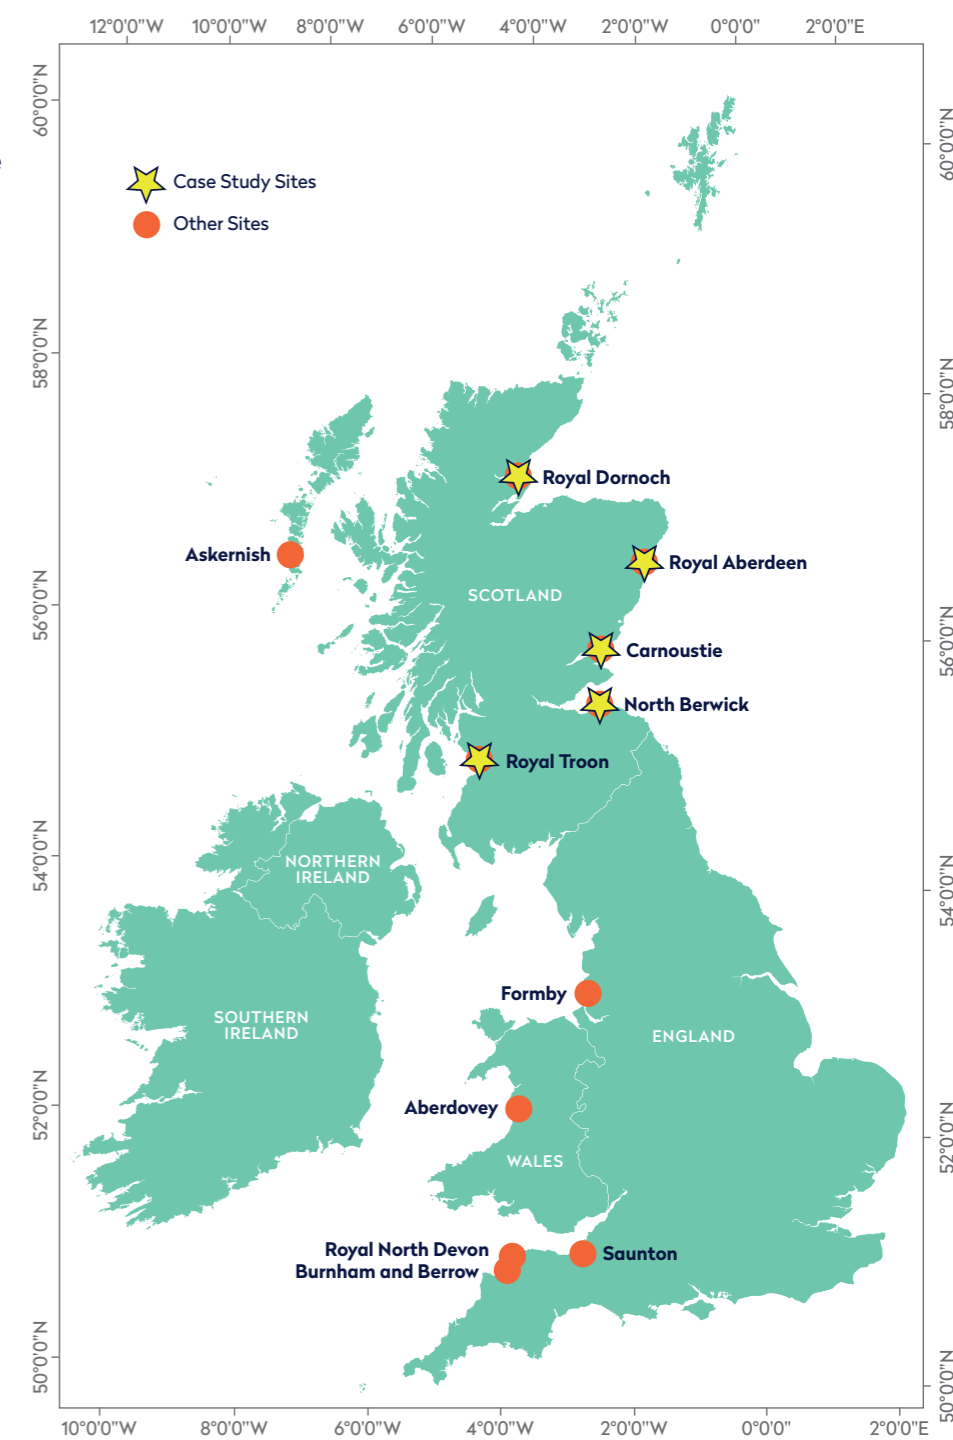 12°0'0"W 10°0'0"W 8°0'0"W 6°0'0"W 4°0'0"W 2°0'0"W 0°0'0" 2°0'0"E
60°0'0"N
60°0'0"N
Case Study Sites
Other Sites
58°0'0"N
58°0'0"N
Royal Dornoch
Askernish
Royal Aberdeen
SCOTLAND
56°0'0"N
56°0'0"N
Carnoustie
North Berwick
Royal Troon
NORTHERN
IRELAND
54°0'0"N
54°0'0"N
Formby
SOUTHERN
IRELAND
ENGLAND
Aberdovey
52°0'0"N
52°0'0"N
WALES
Royal North Devon
Saunton
Burnham and Berrow
50°0'0"N
50°0'0"N
10°0'0"W 8°0'0"W 6°0'0"W 4°0'0"W 2°0'0"W 0°0'0" 2°0'0"E